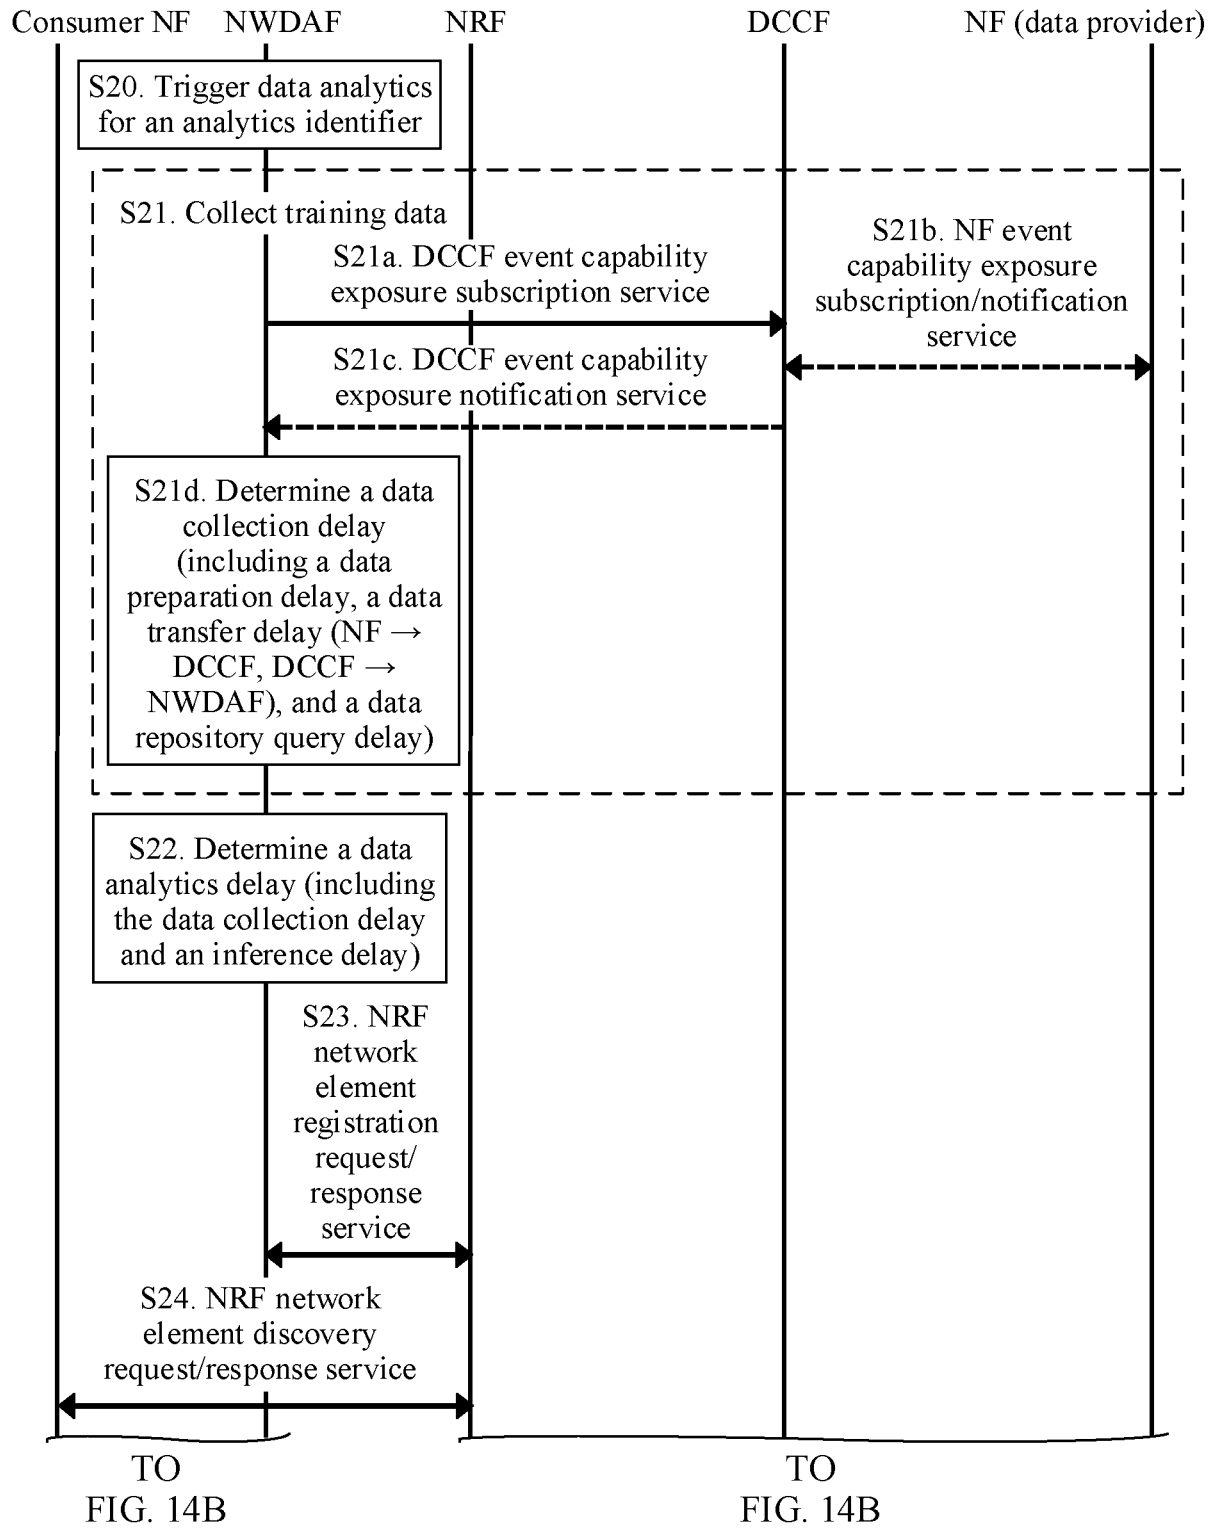 Consumer NF
NWDAF
NRF
DCCF
NF (data provider)
S20. Trigger data analytics
for an analytics identifier
S21. Collect training data
S21a. DCCF event capability
exposure subscription service
S21b. NF event
capability exposure
subscription/notification
service
S21c. DCCF event capability
exposure notification service
S21d. Determine a data
collection delay
(including a data
preparation delay, a data
transfer delay (NF →
DCCF, DCCF →
NWDAF), and a data
repository query delay)
S22. Determine a data
analytics delay (including
the data collection delay
and an inference delay)
S23. NRF
network
element
registration
request/
response
service
S24. NRF network
element discovery
request/response service
TO
FIG. 14B
TO
FIG. 14B